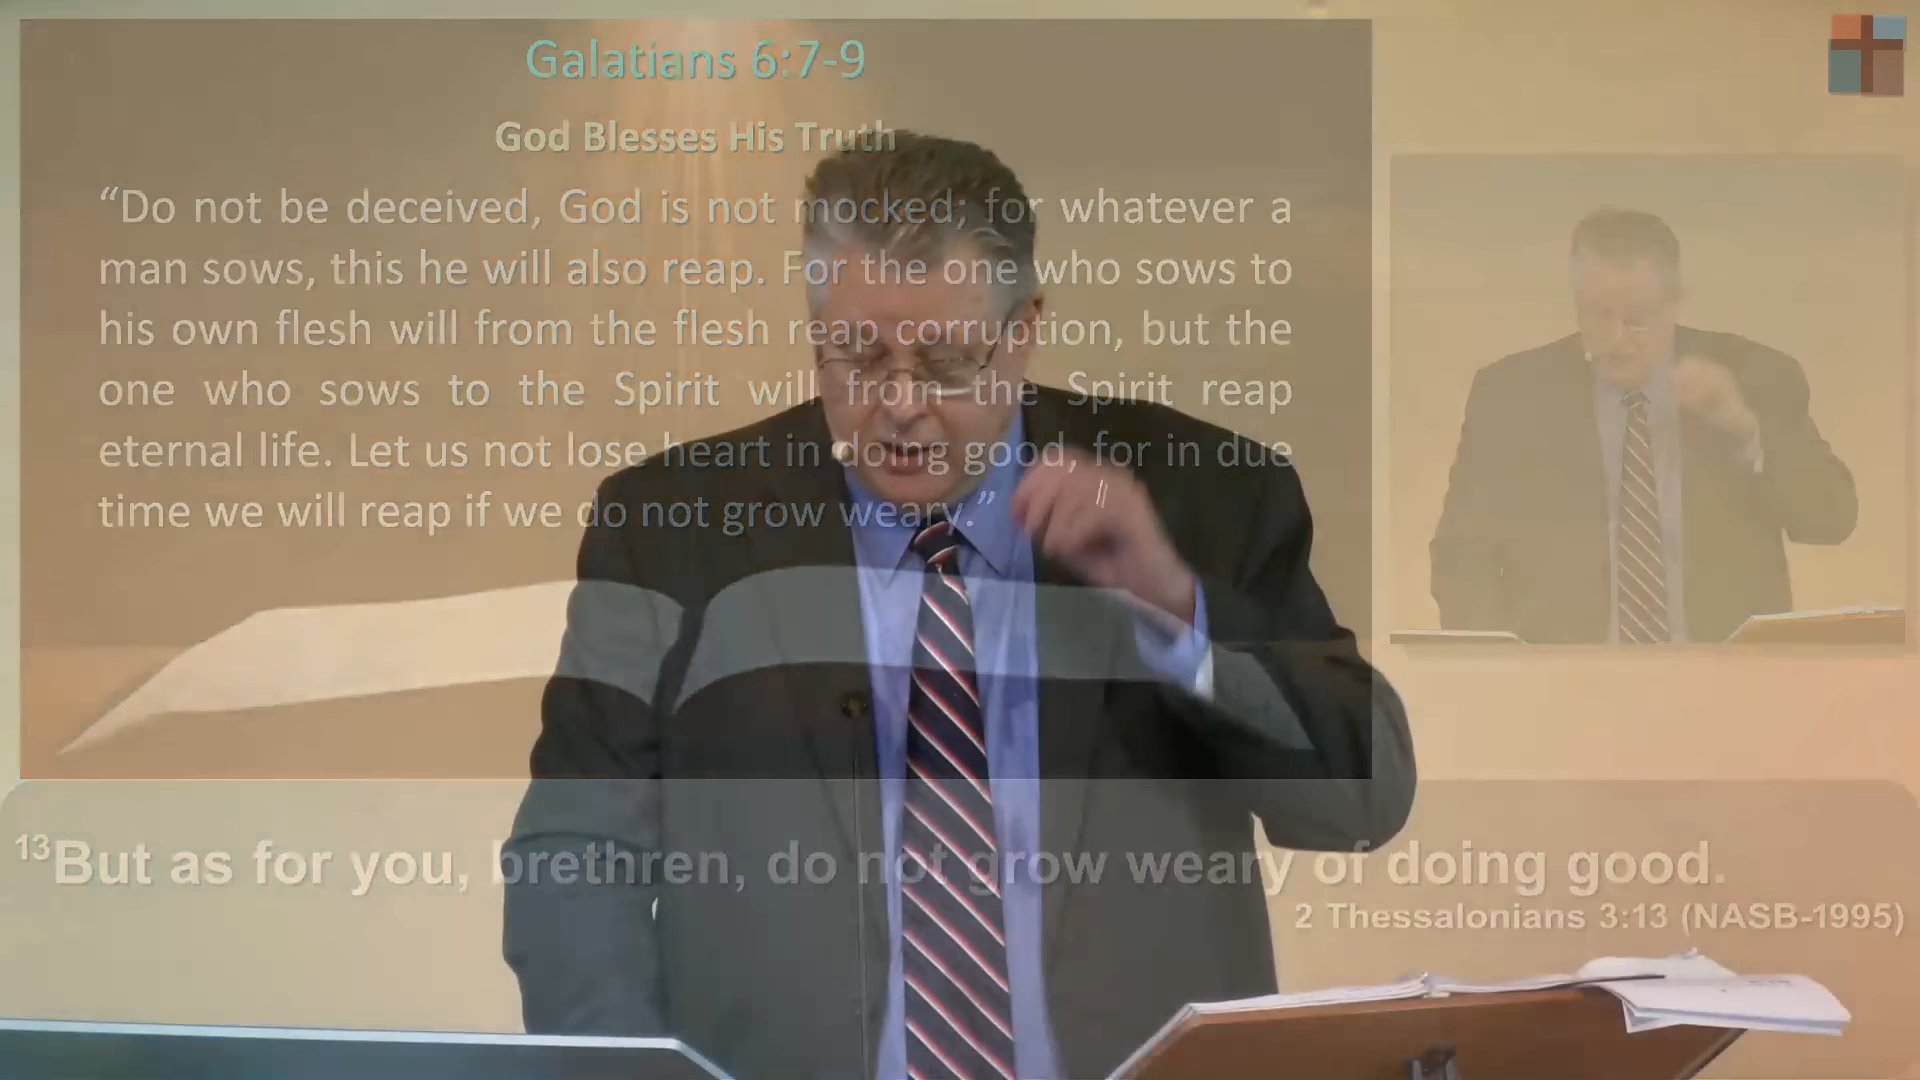 Galatians 6:7-9
God Blesses His Truth
“Do not be deceived, God is not mocked; for whatever a
man sows, this he will also reap. For the one who sows to
his own flesh will from the flesh reap corruption, but the
one who sows to the Spirit will from the Spirit reap
eternal life. Let us not lose heart in doing good, for in due
time we will reap if we do not grow weary.”
13But as for you, brethren, do not grow weary of doing good.
2 Thessalonians 3:13 (NASB-1995)